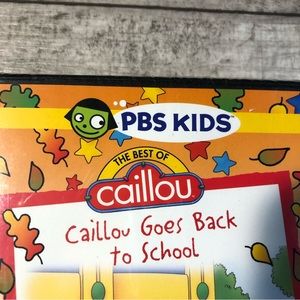 PBS KIDS
THE BEST OF
caillou
Caillou Goes Back
to School